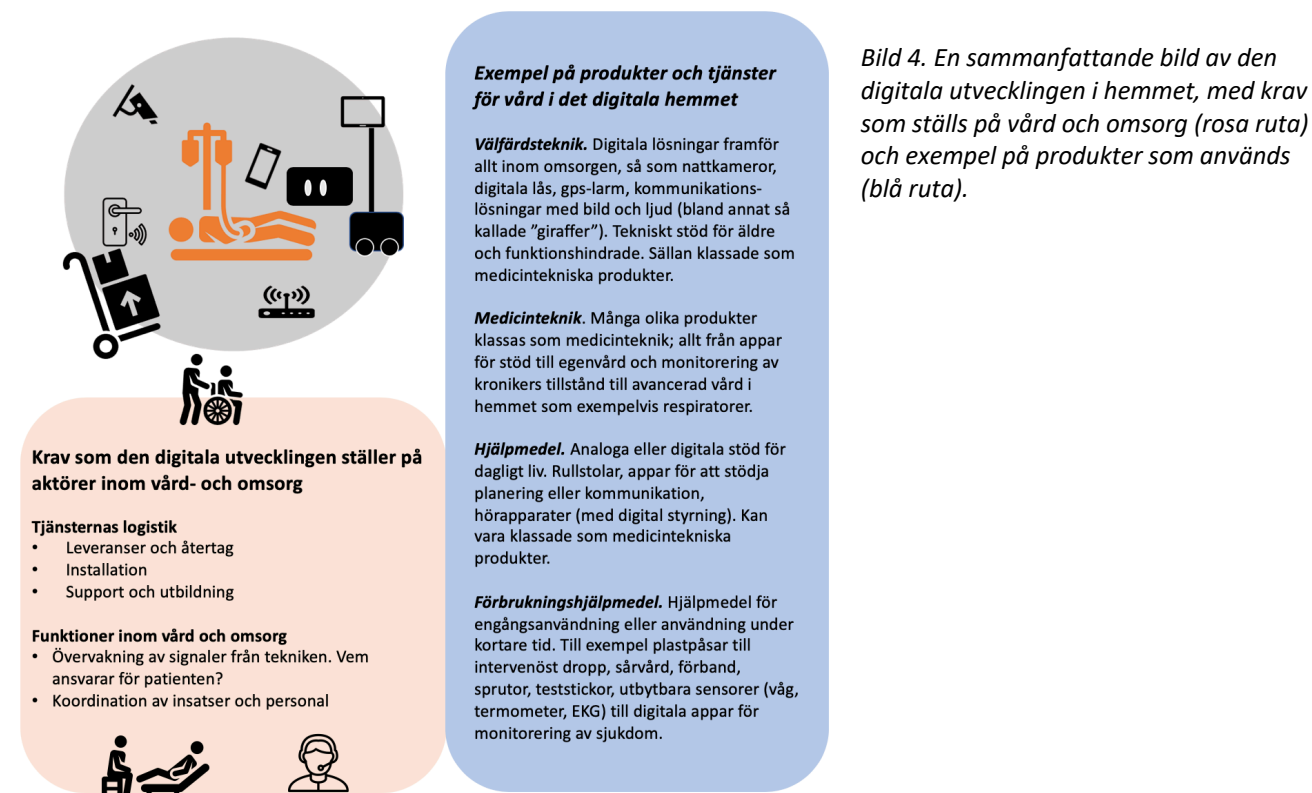 Exempel på produkter och tjänster
för vård i det digitala hemmet
Välfärdsteknik. Digitala lösningar framför
allt inom omsorgen, så som nattkameror,
digitala lås, gps-larm, kommunikations-
lösningar med bild och ljud (bland annat så
kallade ”giraffer”). Tekniskt stöd för äldre
och funktionshindrade. Sällan klassade som
medicintekniska produkter.
Medicinteknik. Många olika produkter
klassas som medicinteknik; allt från appar
för stöd till egenvård och monitorering av
kronikers tillstånd till avancerad vård i
hemmet som exempelvis respiratorer.
Hjälpmedel. Analoga eller digitala stöd för
dagligt liv. Rullstolar, appar för att stödja
planering eller kommunikation,
hörapparater (med digital styrning). Kan
vara klassade som medicintekniska
produkter.
Förbrukningshjälpmedel. Hjälpmedel för
engångsanvändning eller användning under
kortare tid. Till exempel plastpåsar till
intervenöst dropp, sårvård, förband,
sprutor, teststickor, utbytbara sensorer (våg,
termometer, EKG) till digitala appar för
monitorering av sjukdom.
Krav som den digitala utvecklingen ställer på
aktörer inom vård- och omsorg
Tjänsternas logistik
• Leveranser och återtag
• Installation
• Support och utbildning
Funktioner inom vård och omsorg
• Övervakning av signaler från tekniken. Vem
ansvarar för patienten?
• Koordination av insatser och personal
Bild 4. En sammanfattande bild av den
digitala utvecklingen i hemmet, med krav
som ställs på vård och omsorg (rosa ruta)
och exempel på produkter som används
(blå ruta).